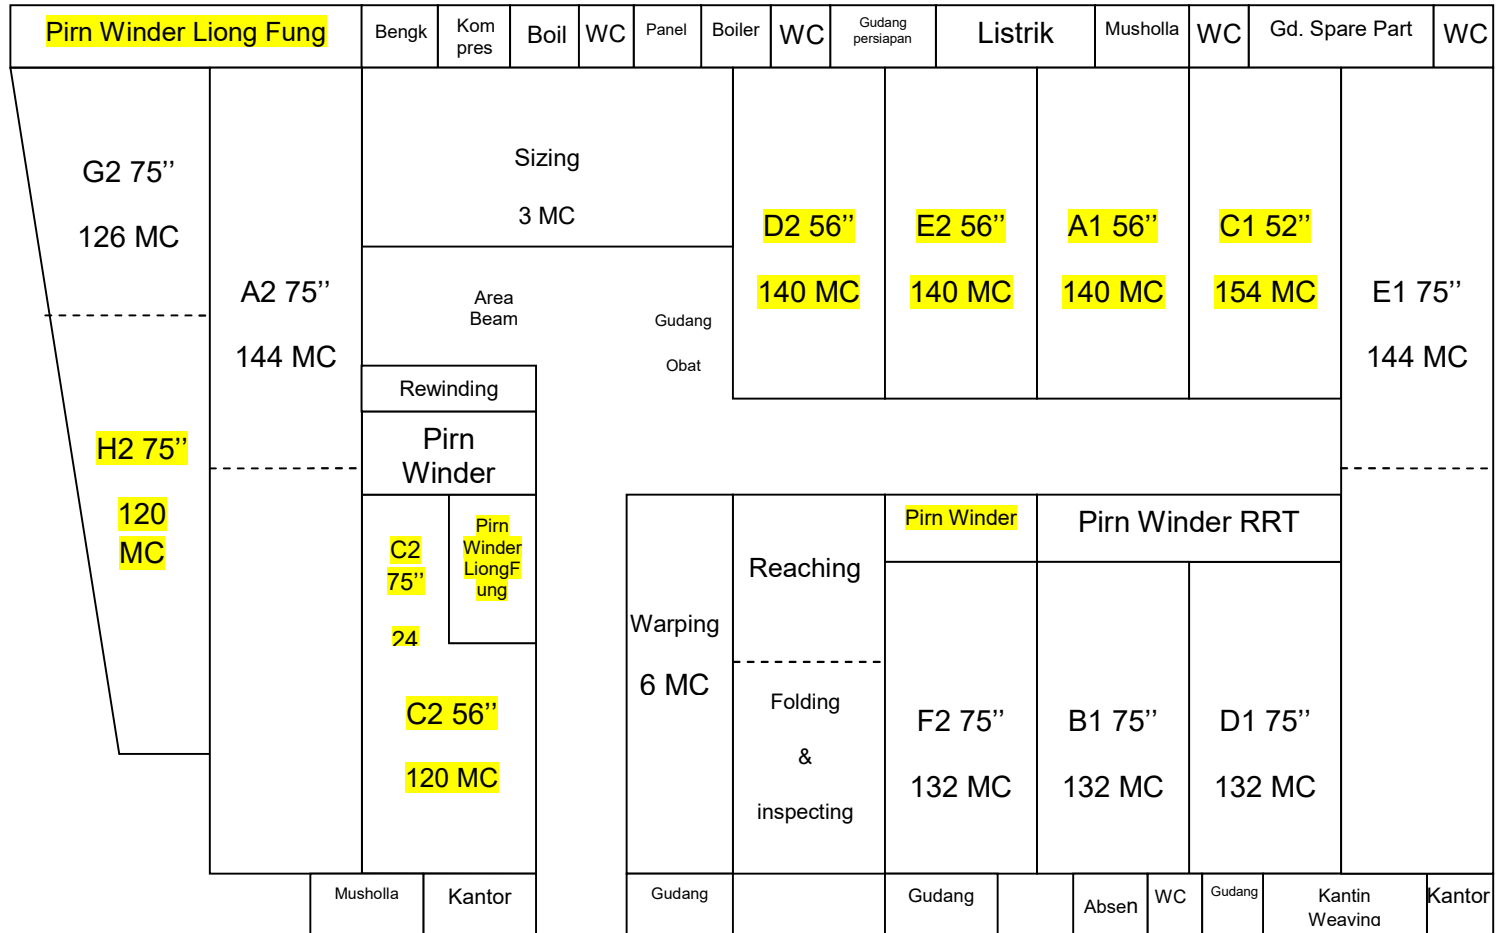 Pirn Winder Liong Fung
Bengk
Kom
pres
Boil
WC
Panel
Boiler
WC
Gudang
persiapan
Listrik
Musholla
WC
Gd. Spare Part
WC
G2 75’’
126 MC
A2 75’’
144 MC
Sizing
3 MC
D2 56’’
140 MC
E2 56’’
140 MC
A1 56’’
140 MC
C1 52’’
154 MC
E1 75’’
144 MC
Area
Beam
Gudang
Obat
Rewinding
Pirn
Winder
H2 75’’
120
MC
C2
75’’
24
Pirn
Winder
LiongF
ung
C2 56’’
120 MC
Warping
6 MC
Reaching
Folding
&
inspecting
Pirn Winder
Pirn Winder RRT
F2 75’’
132 MC
B1 75’’
132 MC
D1 75’’
132 MC
Musholla
Kantor
Gudang
Gudang
Absen
WC
Gudang
Kantin
Weaving
Kantor